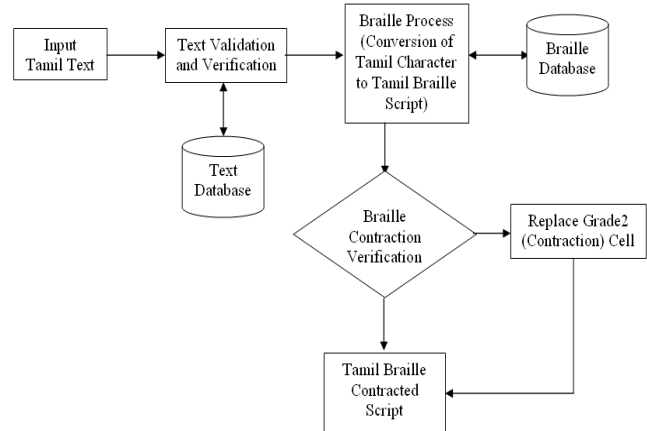 Input
Tamil Text
Text Validation
and Verification
Braille Process
(Conversion of
Tamil Character
to Tamil Braille
Script)
Braille
Database
Text
Database
Braille
Contraction
Verification
Replace Grade2
(Contraction) Cell
Tamil Braille
Contracted
Script